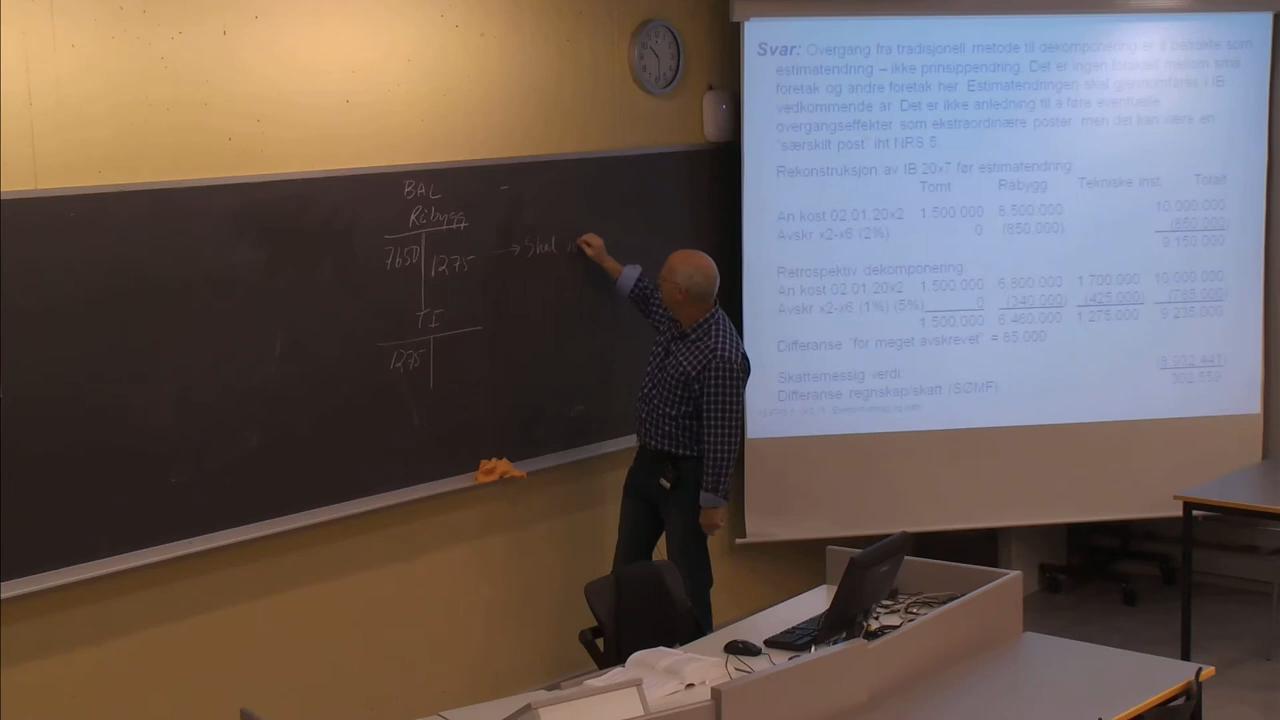 BAL
Råbygg
7650 1275 → Skal
TI
1275
Svar: Overgang fra tradisjonell metode til dekomponering er å betrakte som
estimatendring – ikke prinsippendring. Det er ingen forskjell mellom små
foretak og andre foretak her. Estimatendringen skal gjennomføres i IB
vedkommende år. Det er ikke anledning til å føre eventuelle
overgangseffekter som ekstraordinære poster, men det kan være en
"særskilt post" iht NRS 5.
Rekonstruksjon av IB 20x7 før estimatendring
Tomt Råbygg Tekniske inst. Totalt
An.kost 02.01.20x2 1.500.000 8.500.000 10.000.000
Avskr x2-x6 (2%) 0 (850.000) (850.000)
9.150.000
Retrospektiv dekomponering
An kost 02.01.20x2 1.500.000 6.800.000 1.700.000 10.000.000
Avskr x2-x6 (1%) (5%) 0 (340.000) (425.000) (765.000)
1.500.000 6.460.000 1.275.000 9.235.000
Differanse "for meget avskrevet" = 85.000
Skattemessig verdi: (8.932.441)
Differanse regnskap/skatt (SØMF) 302.559